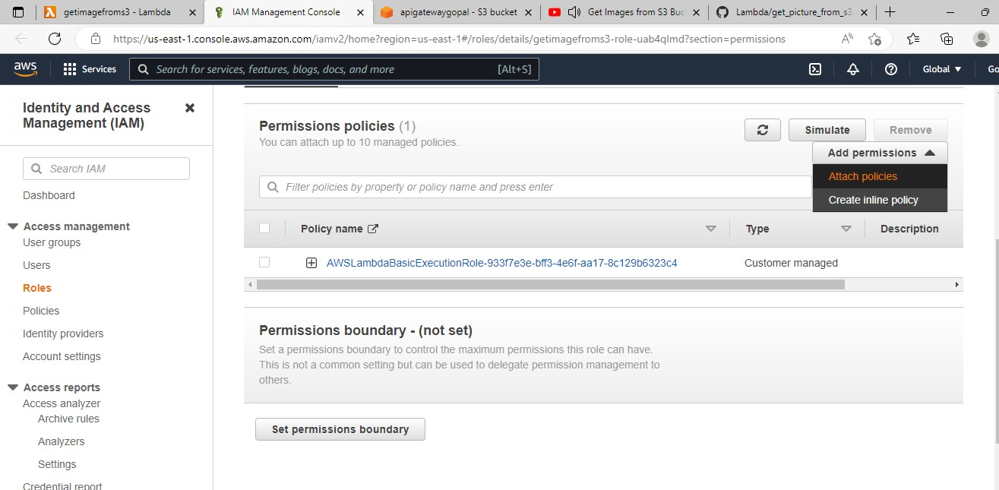 getimagefroms3 - Lambda
IAM Management Console
apigatewaygopal - S3 bucket
Get Images from S3 Buc
Lambda/get_picture_from_s3.
https://us-east-1.console.aws.amazon.com/iamv2/home?region=us-east-1#/roles/details/getimagefroms3-role-uab4qlmd?section=permissions
aws
Services
Search for services, features, blogs, docs, and more
[Alt+S]
Global
Go
Identity and Access
Management (IAM)
Search IAM
Dashboard
Access management
User groups
Users
Roles
Policies
Identity providers
Account settings
Access reports
Access analyzer
Archive rules
Analyzers
Settings
Credential report
Permissions policies (1)
You can attach up to 10 managed policies.
Simulate
Remove
Add permissions
Attach policies
Create inline policy
Filter policies by property or policy name and press enter
Policy name
Type
Description
AWSLambdaBasicExecutionRole-933f7e3e-bff3-4e6f-aa17-8c129b6323c4
Customer managed
Permissions boundary - (not set)
Set a permissions boundary to control the maximum permissions this role can have.
This is not a common setting but can be used to delegate permission management to
others.
Set permissions boundary